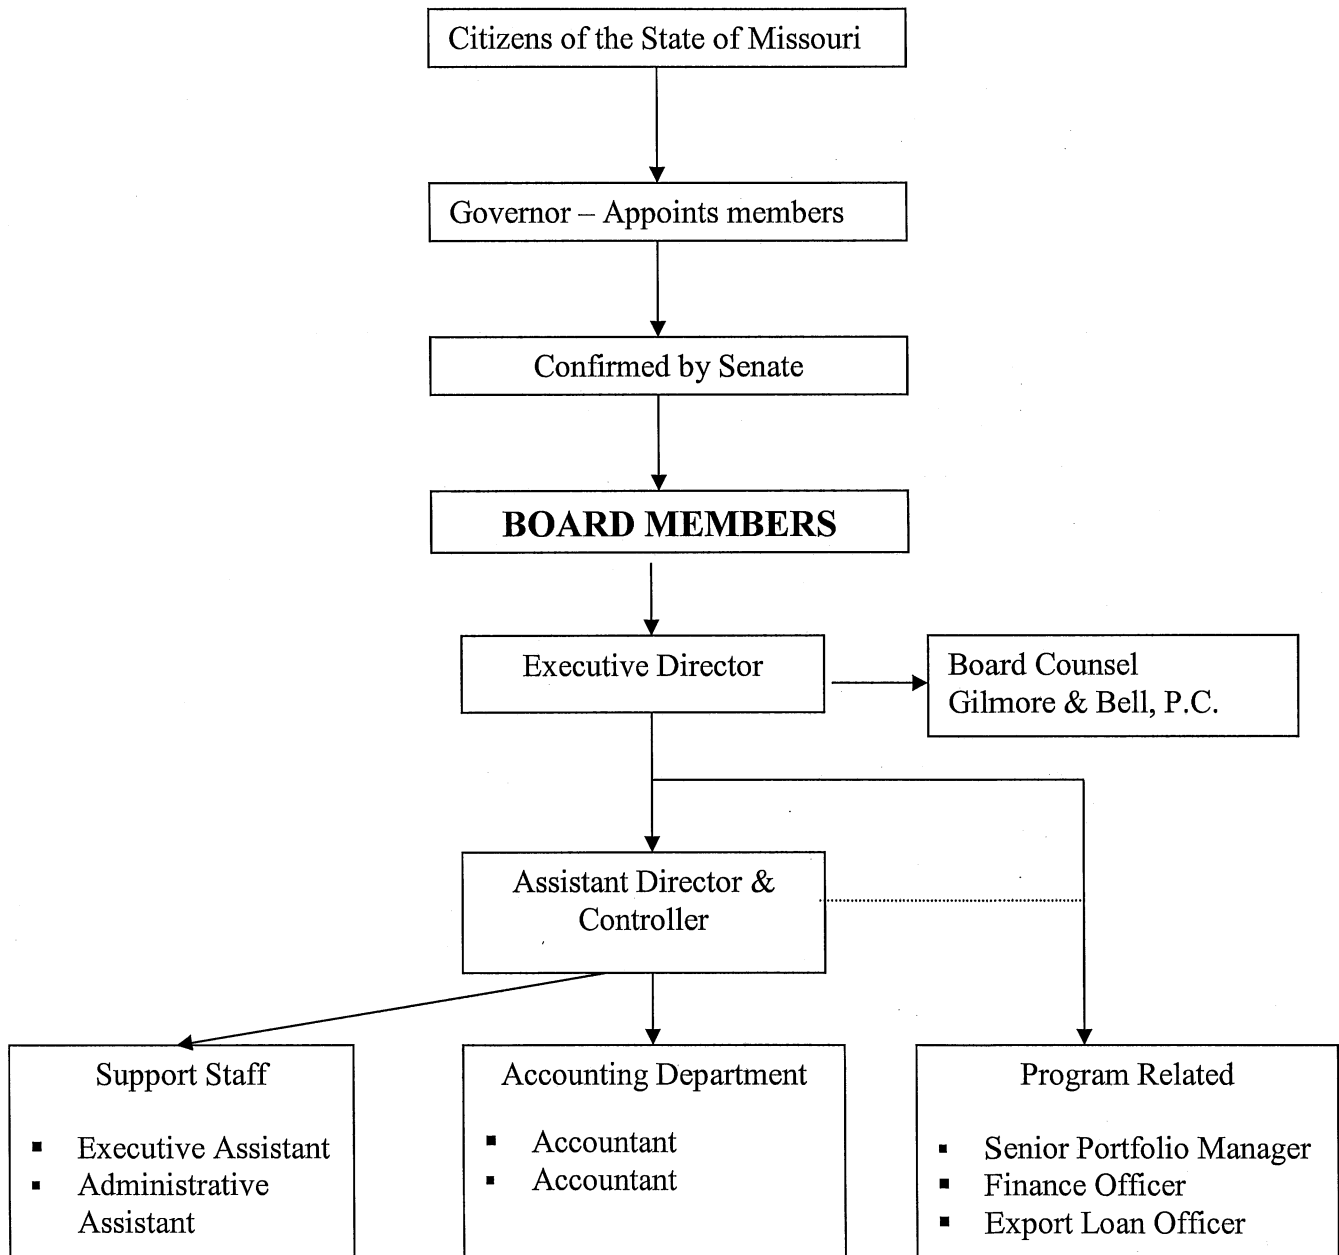 Citizens of the State of Missouri
Governor – Appoints members
Confirmed by Senate
BOARD MEMBERS
Executive Director
Board Counsel
Gilmore & Bell, P.C.
Assistant Director &
Controller
Support Staff
▪ Executive Assistant
▪ Administrative
Assistant
Accounting Department
▪ Accountant
▪ Accountant
Program Related
▪ Senior Portfolio Manager
▪ Finance Officer
▪ Export Loan Officer